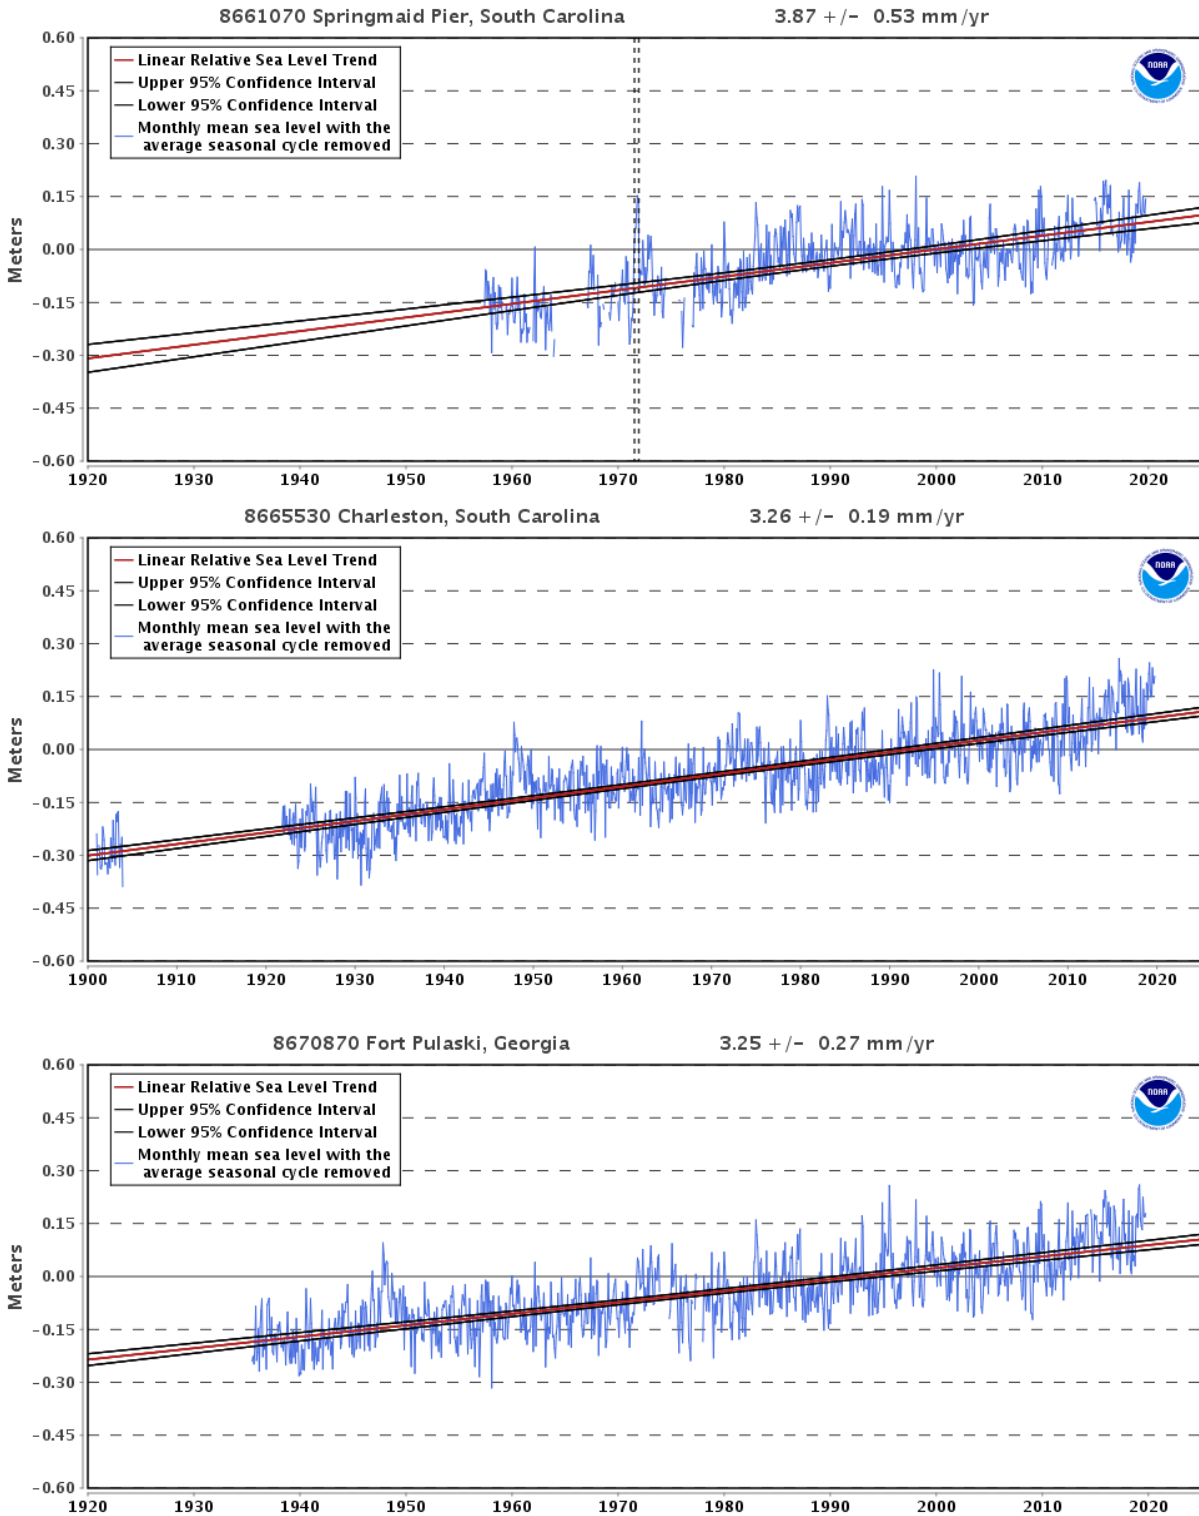 8661070 Springmaid Pier, South Carolina 3.87 +/- 0.53 mm/yr
0.60
Linear Relative Sea Level Trend
Upper 95% Confidence Interval
Lower 95% Confidence Interval
Monthly mean sea level with the
average seasonal cycle removed
NOAA
0.45
0.30
0.15
0.00
-0.15
-0.30
-0.45
-0.60
Meters
1920 1930 1940 1950 1960 1970 1980 1990 2000 2010 2020
8665530 Charleston, South Carolina 3.26 +/- 0.19 mm/yr
0.60
Linear Relative Sea Level Trend
Upper 95% Confidence Interval
Lower 95% Confidence Interval
Monthly mean sea level with the
average seasonal cycle removed
NOAA
0.45
0.30
0.15
0.00
-0.15
-0.30
-0.45
-0.60
Meters
1900 1910 1920 1930 1940 1950 1960 1970 1980 1990 2000 2010 2020
8670870 Fort Pulaski, Georgia 3.25 +/- 0.27 mm/yr
0.60
Linear Relative Sea Level Trend
Upper 95% Confidence Interval
Lower 95% Confidence Interval
Monthly mean sea level with the
average seasonal cycle removed
NOAA
0.45
0.30
0.15
0.00
-0.15
-0.30
-0.45
-0.60
Meters
1920 1930 1940 1950 1960 1970 1980 1990 2000 2010 2020